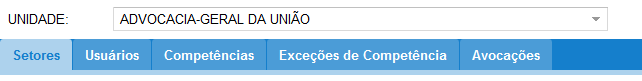 UNIDADE: ADVOCACIA-GERAL DA UNIÃO
Setores Usuários Competências Exceções de Competência Avocações